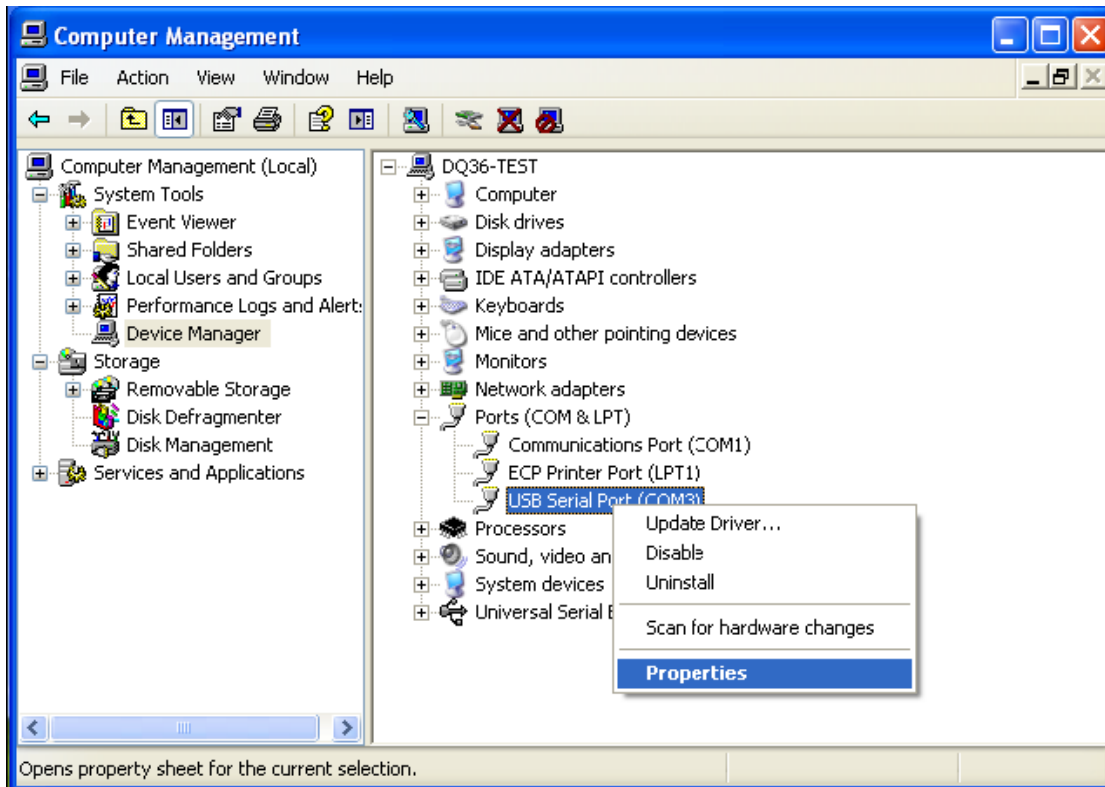 Computer Management
File Action View Window Help
Computer Management (Local)
System Tools
Event Viewer
Shared Folders
Local Users and Groups
Performance Logs and Alert
Device Manager
Storage
Removable Storage
Disk Defragmenter
Disk Management
Services and Applications
DQ36-TEST
Computer
Disk drives
Display adapters
IDE ATA/ATAPI controllers
Keyboards
Mice and other pointing devices
Monitors
Network adapters
Ports (COM & LPT)
Communications Port (COM1)
ECP Printer Port (LPT1)
USB Serial Port (COM3)
Processors
Sound, video an
System devices
Universal Serial
Update Driver...
Disable
Uninstall
Scan for hardware changes
Properties
Opens property sheet for the current selection.